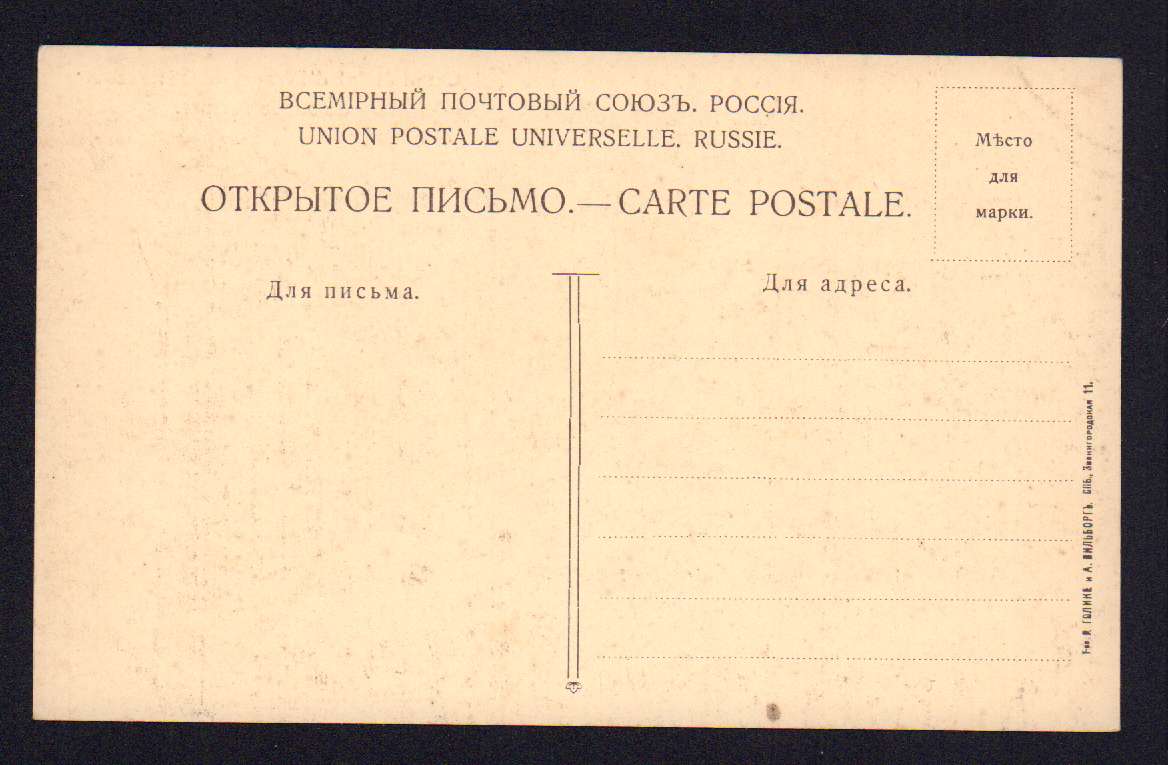 ВСЕМІРНЫЙ ПОЧТОВЫЙ СОЮЗЪ. РОССІЯ.
UNION POSTALE UNIVERSELLE. RUSSIE.
ОТКРЫТОЕ ПИСЬМО.—CARTE POSTALE.
Мѣсто
для
марки.
Для письма.
Для адреса.
Т-во Р. ГОЛИКЕ и А. ВИЛЬБОРГЪ. СПБ., Звенигородская 11.